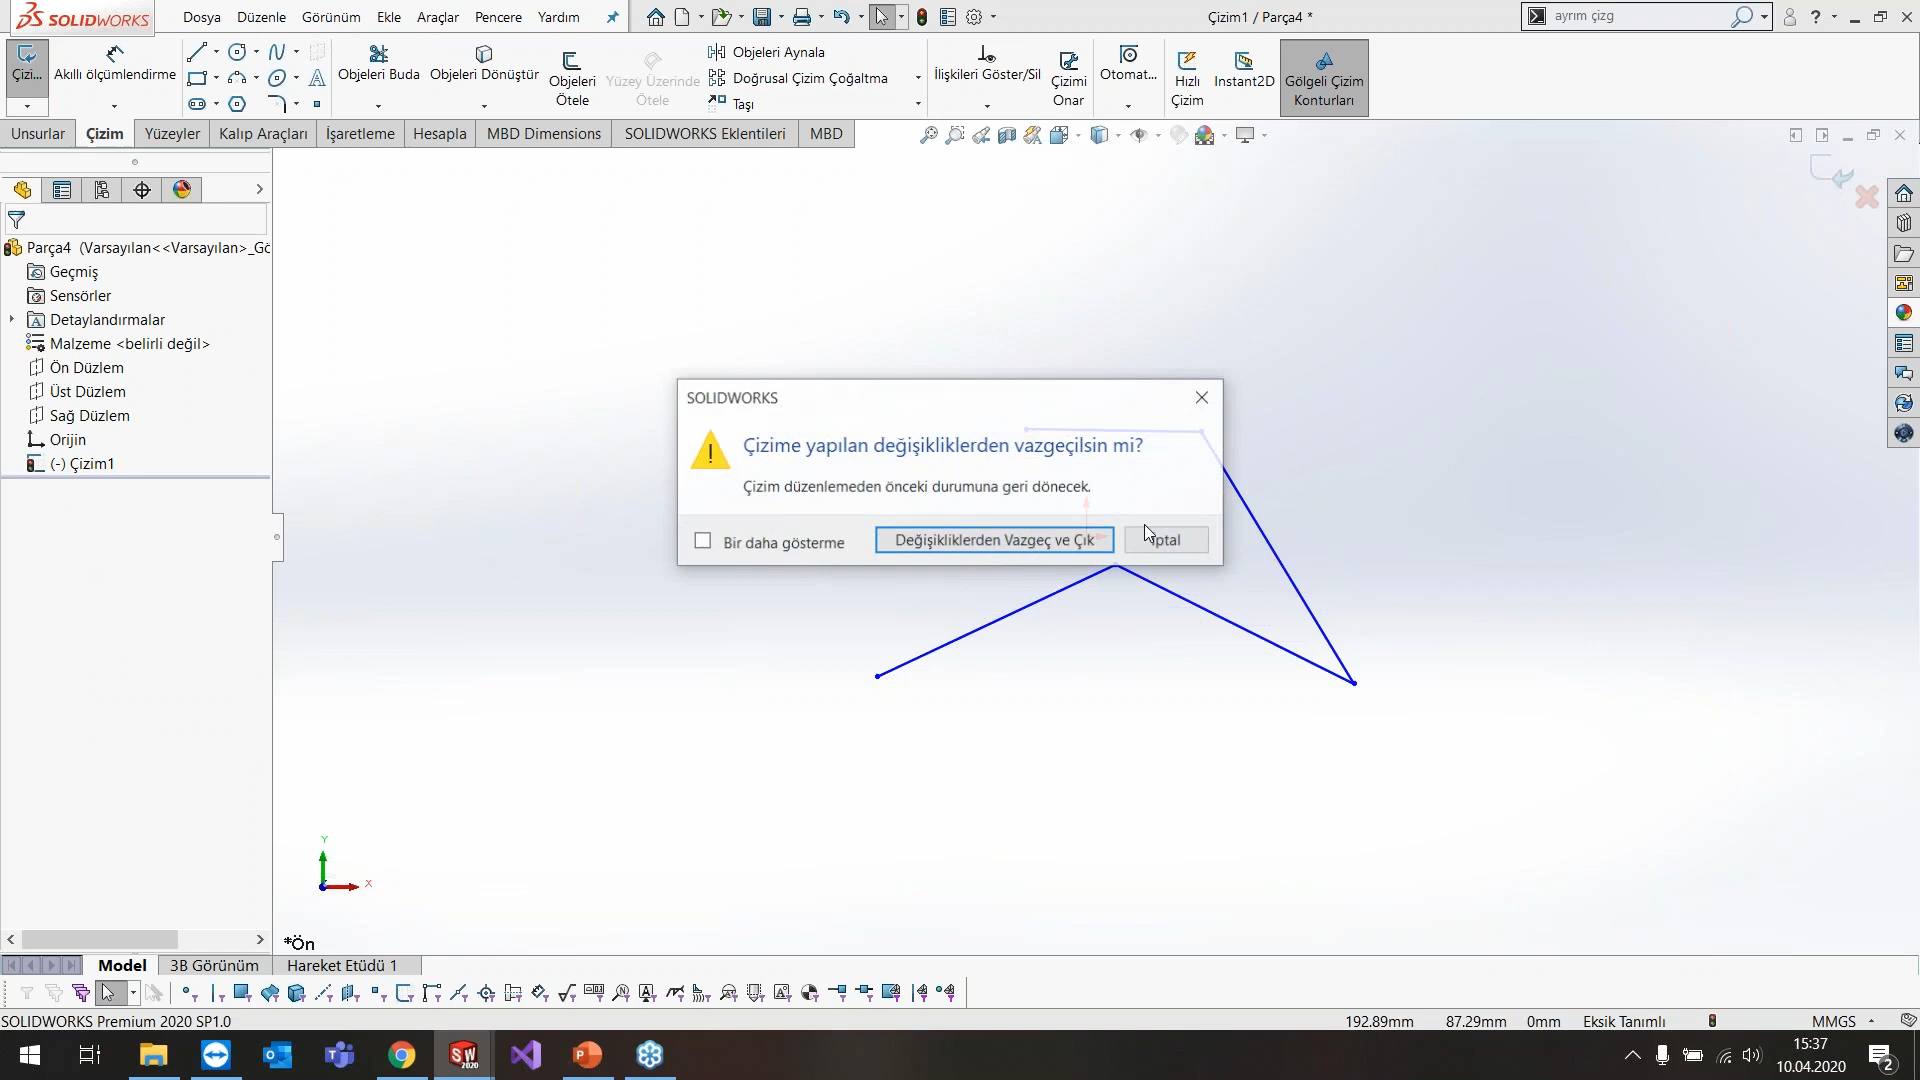 SOLIDWORKS
Dosya Düzenle Görünüm Ekle Araçlar Pencere Yardım
Çizim1 / Parça4 *
ayrım çizg
Çizi...
Akıllı ölçümlendirme
Objeleri Buda
Objeleri Dönüştür
Objeleri Ötele
Yüzey Üzerinde Ötele
Objeleri Aynala
Doğrusal Çizim Çoğaltma
Taşı
İlişkileri Göster/Sil
Çizimi Onar
Otomat...
Hızlı Çizim
Instant2D
Gölgeli Çizim Konturları
Unsurlar Çizim Yüzeyler Kalıp Araçları İşaretleme Hesapla MBD Dimensions SOLIDWORKS Eklentileri MBD
Parça4 (Varsayılan<<Varsayılan>_Gö
Geçmiş
Sensörler
Detaylandırmalar
Malzeme <belirli değil>
Ön Düzlem
Üst Düzlem
Sağ Düzlem
Orijin
(-) Çizim1
SOLIDWORKS
Çizime yapılan değişikliklerden vazgeçilsin mi?
Çizim düzenlemeden önceki durumuna geri dönecek.
Bir daha gösterme
Değişikliklerden Vazgeç ve Çık
İptal
Y
X
*Ön
Model 3B Görünüm Hareket Etüdü 1
SOLIDWORKS Premium 2020 SP1.0
192.89mm 87.29mm 0mm Eksik Tanımlı MMGS
15:37
10.04.2020
2